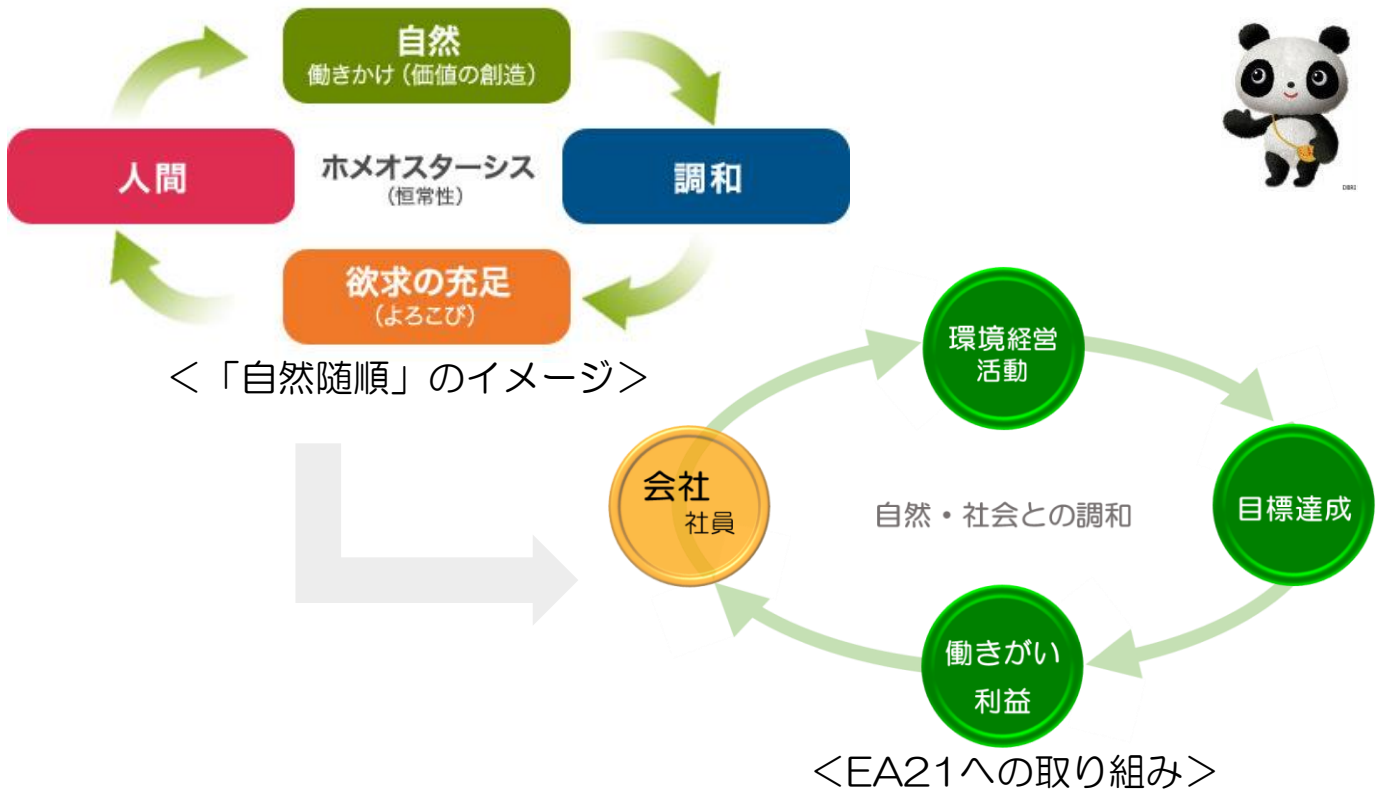 自然
働きかけ（価値の創造）
人間
ホメオスターシス
（恒常性）
調和
欲求の充足
（よろこび）
＜「自然随順」のイメージ＞
環境経営
活動
会社
社員
自然・社会との調和
目標達成
働きがい
利益
＜EA21への取り組み＞